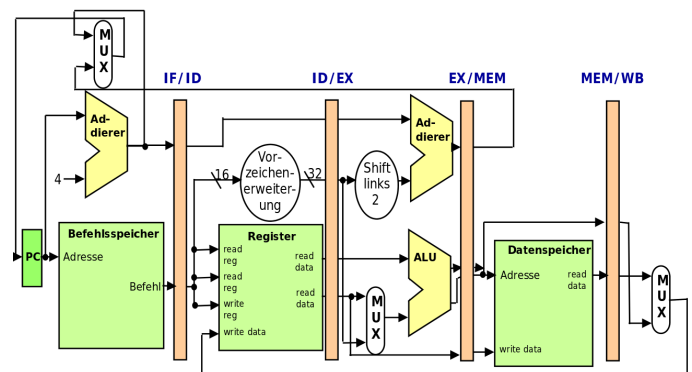 M
U
X
IF/ID
ID/EX
EX/MEM
MEM/WB
Ad-
dierer
4
16
Vor-
zeichen-
erweiter-
ung
32
Shift
links
2
Ad-
dierer
PC
Befehlsspeicher
Adresse
Befehl
Register
read
reg
read
reg
write
reg
write data
read
data
read
data
M
U
X
ALU
Datenspeicher
Adresse
read
data
write data
M
U
X